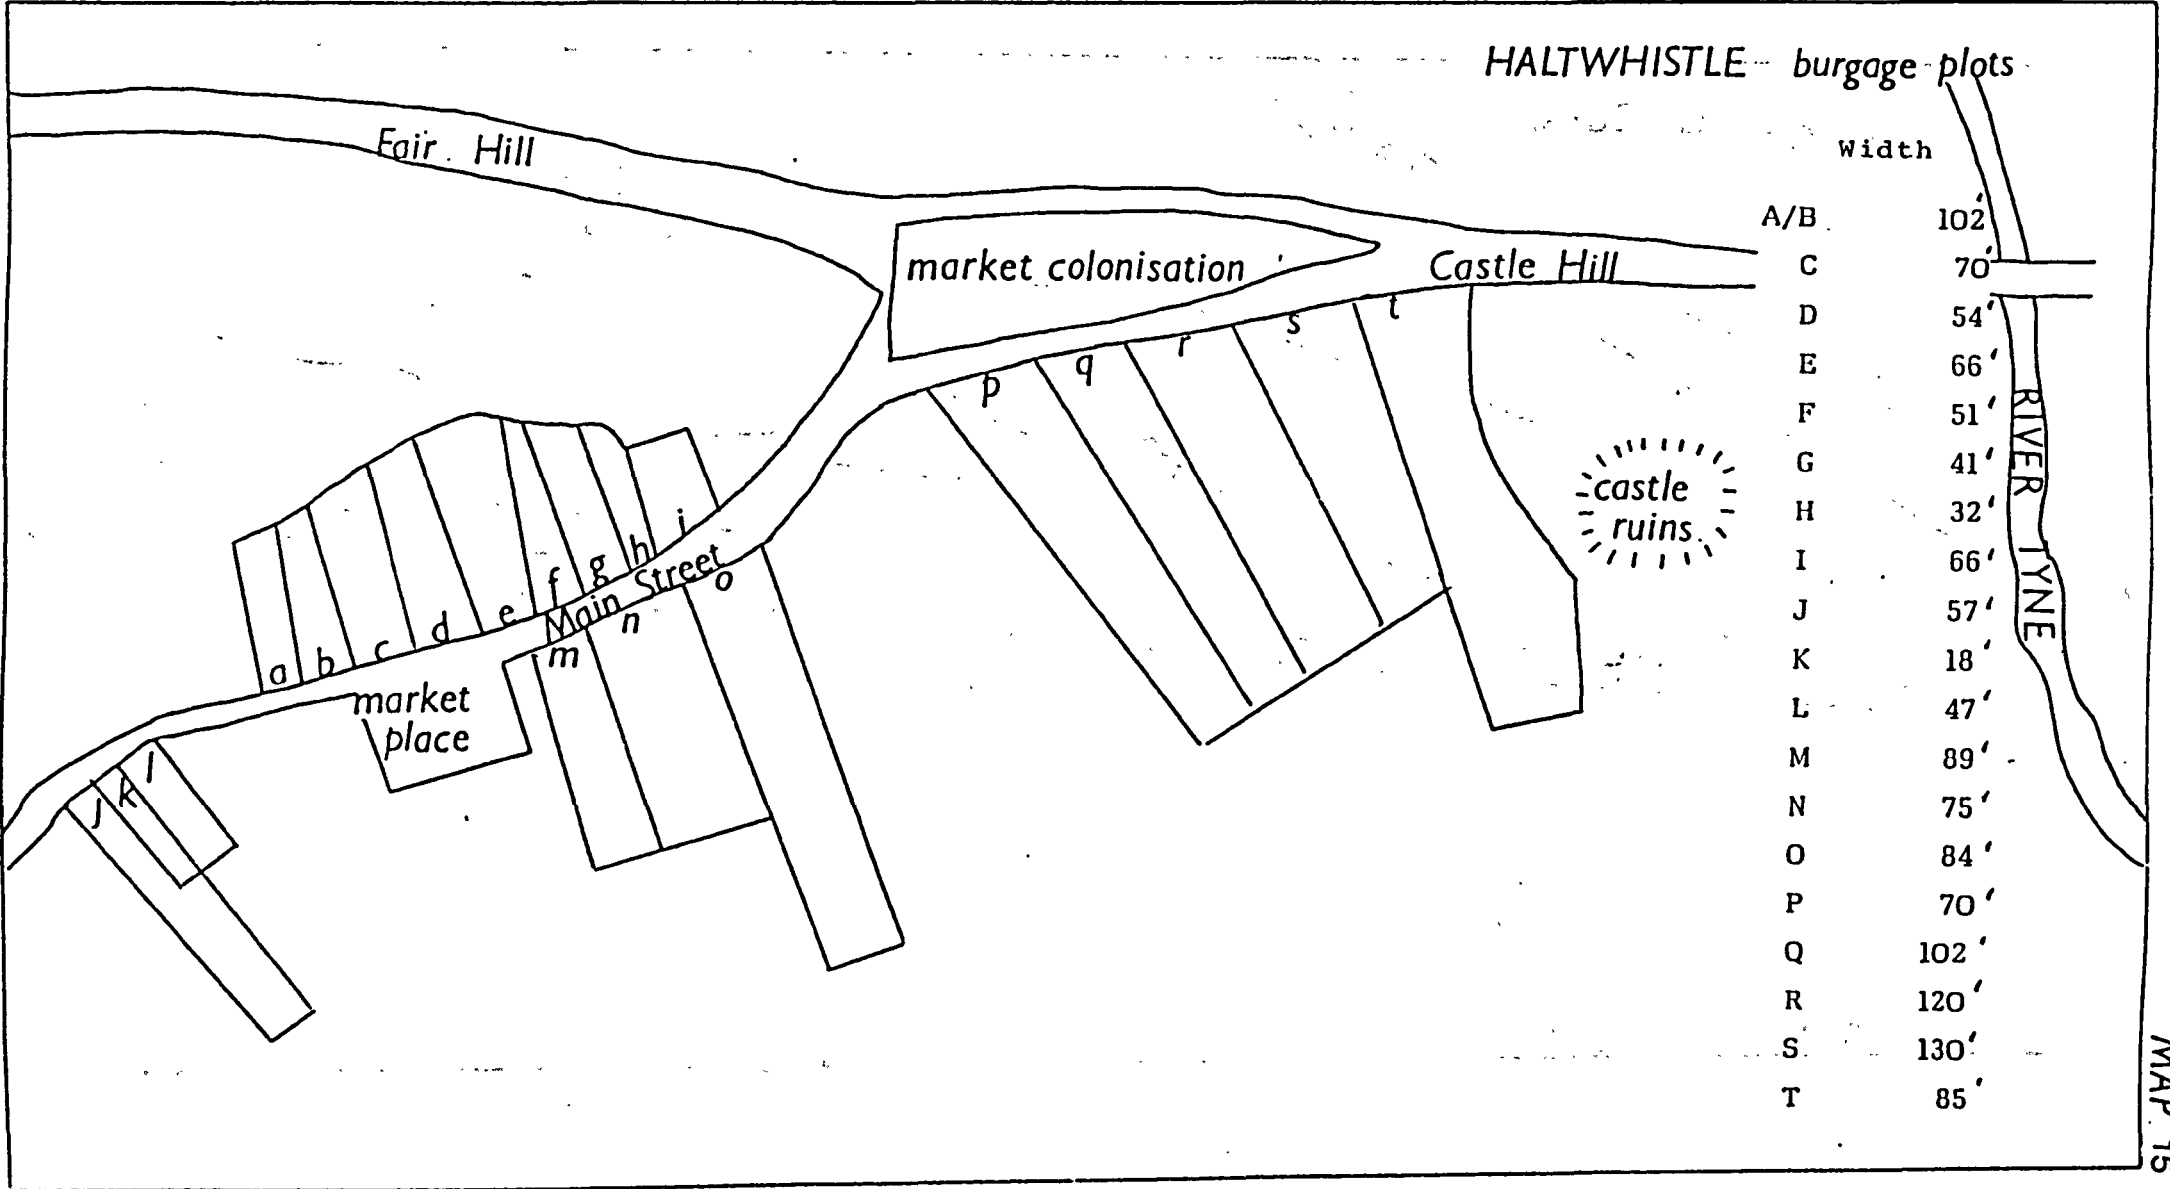 HALTWHISTLE burgage plots
Width
A/B 102'
C 70'
D 54'
E 66'
F 51'
G 41'
H 32'
I 66'
J 57'
K 18'
L 47'
M 89'
N 75'
O 84'
P 70'
Q 102'
R 120'
S 130'
T 85'
Fair Hill
market colonisation
Castle Hill
p
q
r
s
t
castle
ruins
RIVER TYNE
a
b
c
d
e
f
g
h
i
Main Street
m
n
o
market
place
j
k
l
MAP 15